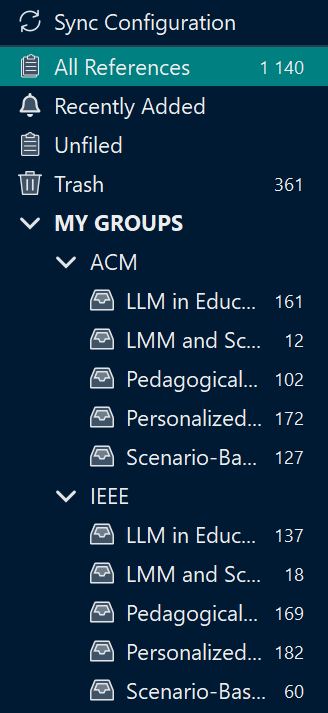 Sync Configuration
All References 1 140
Recently Added
Unfiled
Trash 361
MY GROUPS
ACM
LLM in Educ... 161
LMM and Sc... 12
Pedagogical... 102
Personalized... 172
Scenario-Ba... 127
IEEE
LLM in Educ... 137
LMM and Sc... 18
Pedagogical... 169
Personalized... 182
Scenario-Bas... 60